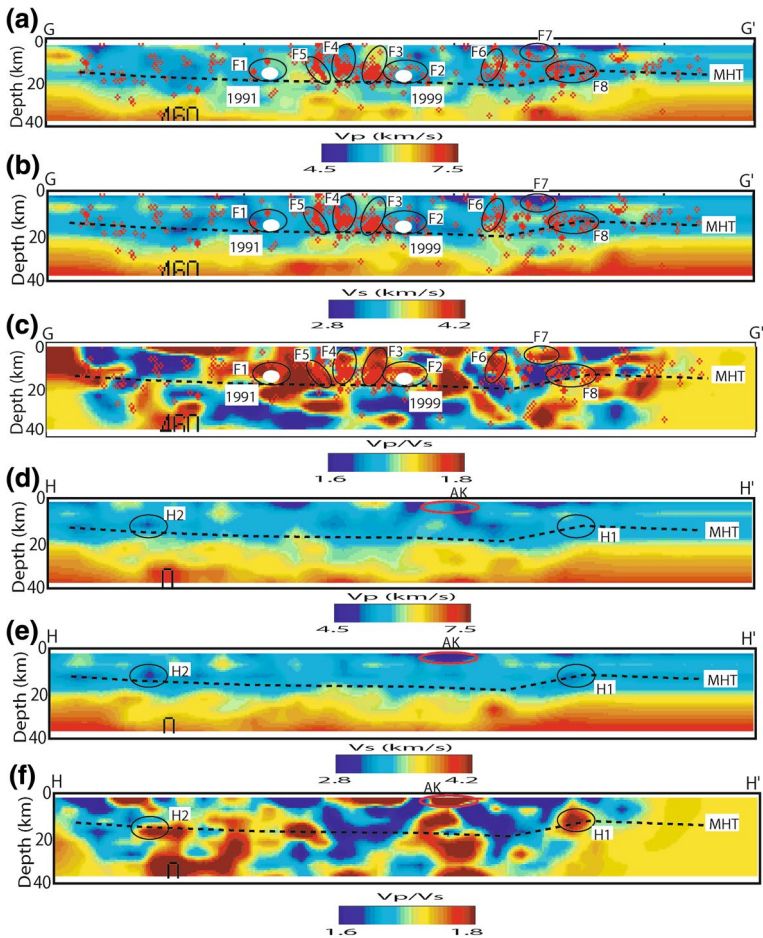 (a) G F7 G'
F4
0 F5 F3 F6
F1 F2
Depth (km) 20 MHT
1991 1999 F8
40 460
Vp (km/s)
4.5 7.5
(b) G F7 G'
0 F5 F4 F3 F6
F1 F2
Depth (km) 20 MHT
1991 1999 F8
40 460
Vs (km/s)
2.8 4.2
(c) G F7 G'
0 F5 F4 F3 F6
F1 F2
Depth (km) 20 MHT
1991 1999 F8
40 460
Vp/Vs
1.6 1.8
(d) H AK H'
0 H2
Depth (km) 20 H1 MHT
40
Vp (km/s)
4.5 7.5
(e) H AK H'
0 H2
Depth (km) 20 H1 MHT
40
Vs (km/s)
2.8 4.2
(f) H AK H'
0 H2
Depth (km) 20 H1 MHT
40
Vp/Vs
1.6 1.8